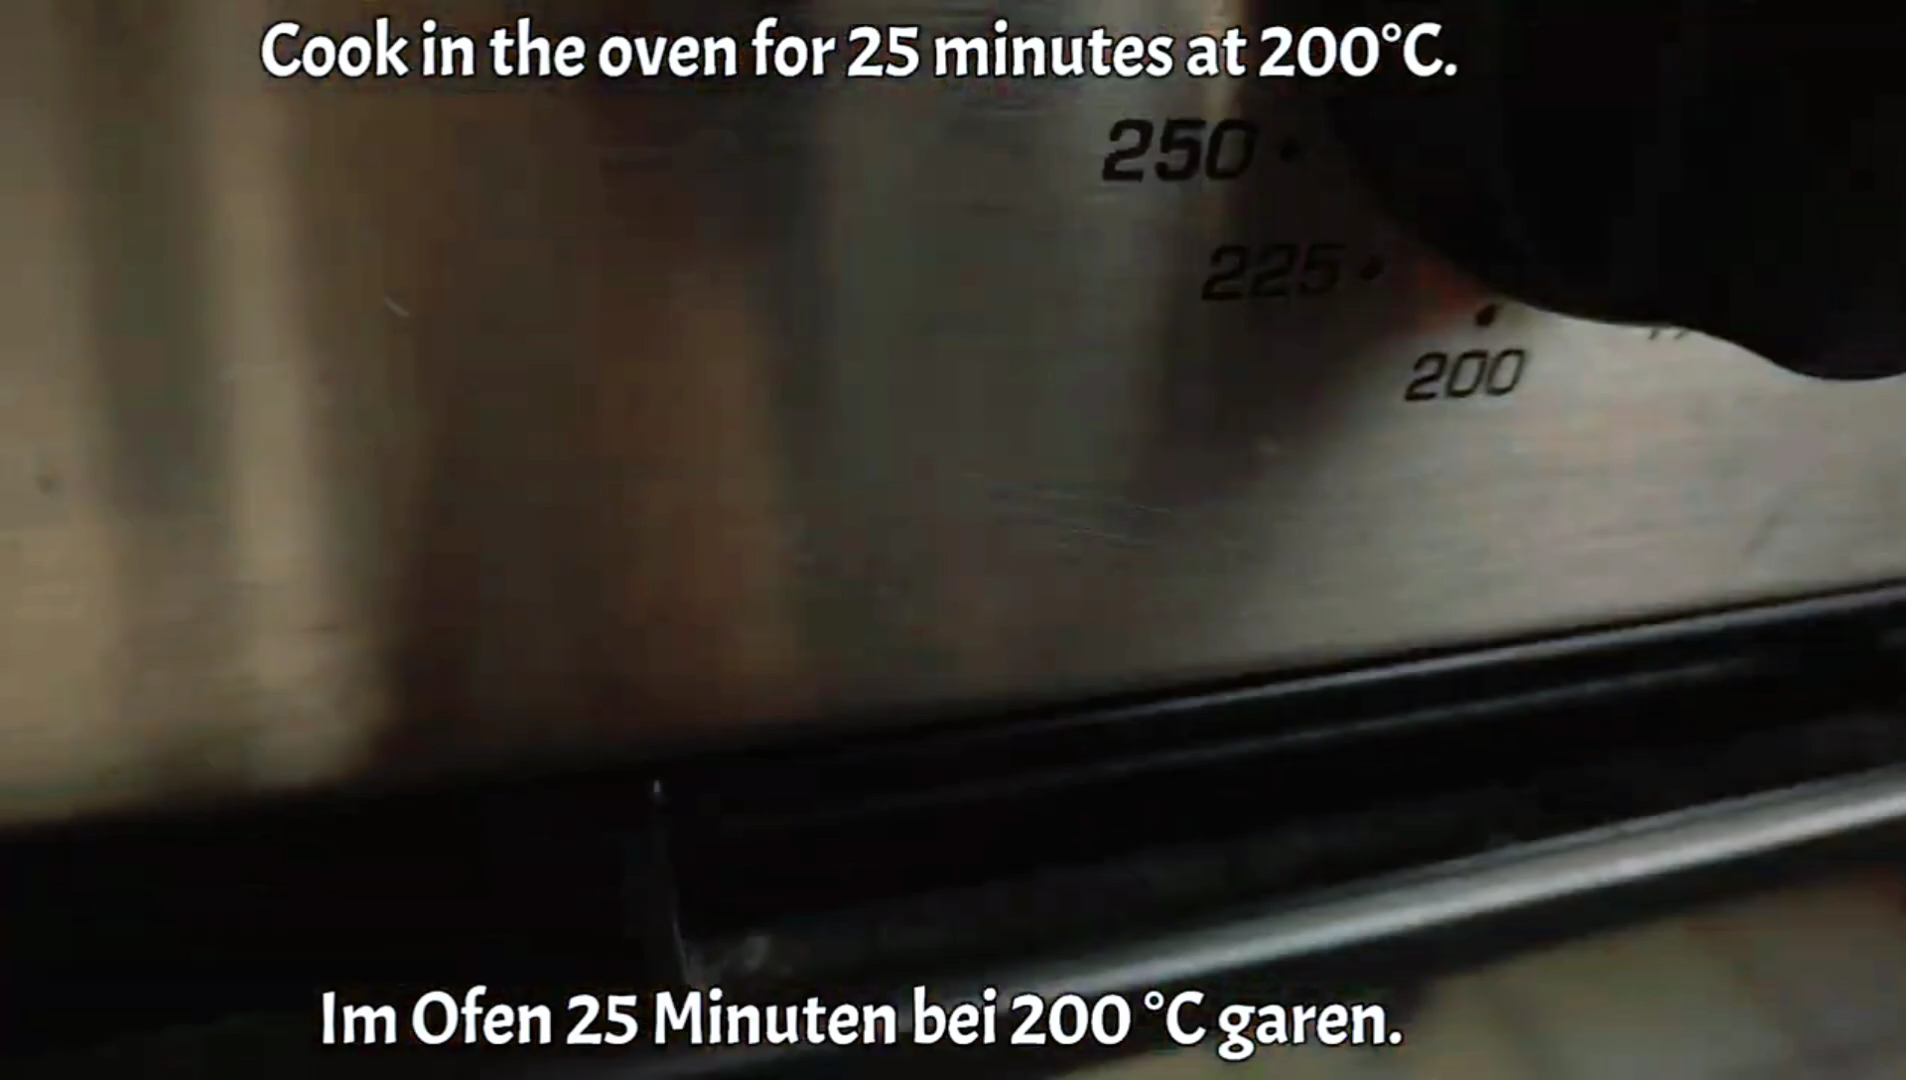 Cook in the oven for 25 minutes at 200°C.
250
225
200
Im Ofen 25 Minuten bei 200 °C garen.